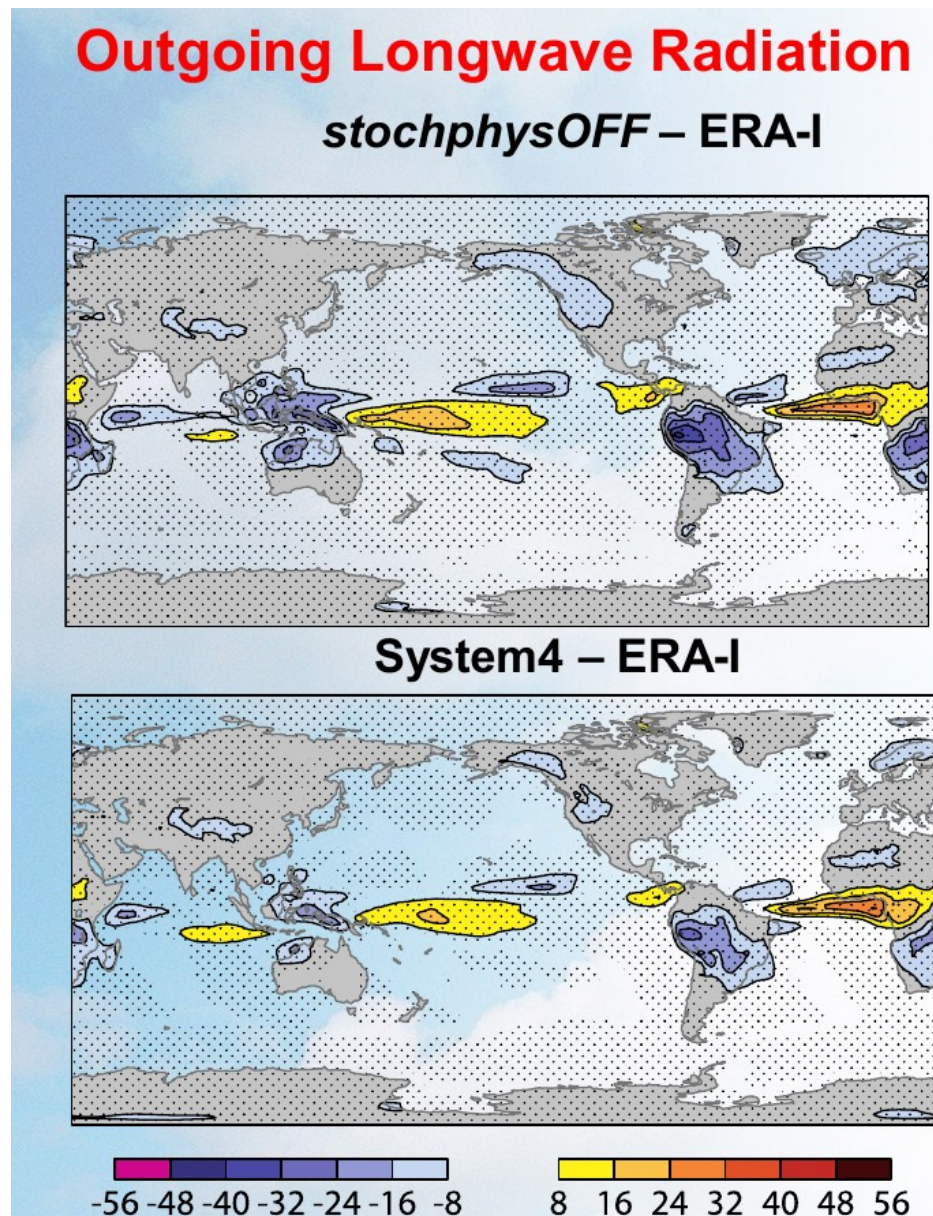 Outgoing Longwave Radiation
stochphysOFF – ERA-I
System4 – ERA-I
-56 -48 -40 -32 -24 -16 -8 8 16 24 32 40 48 56